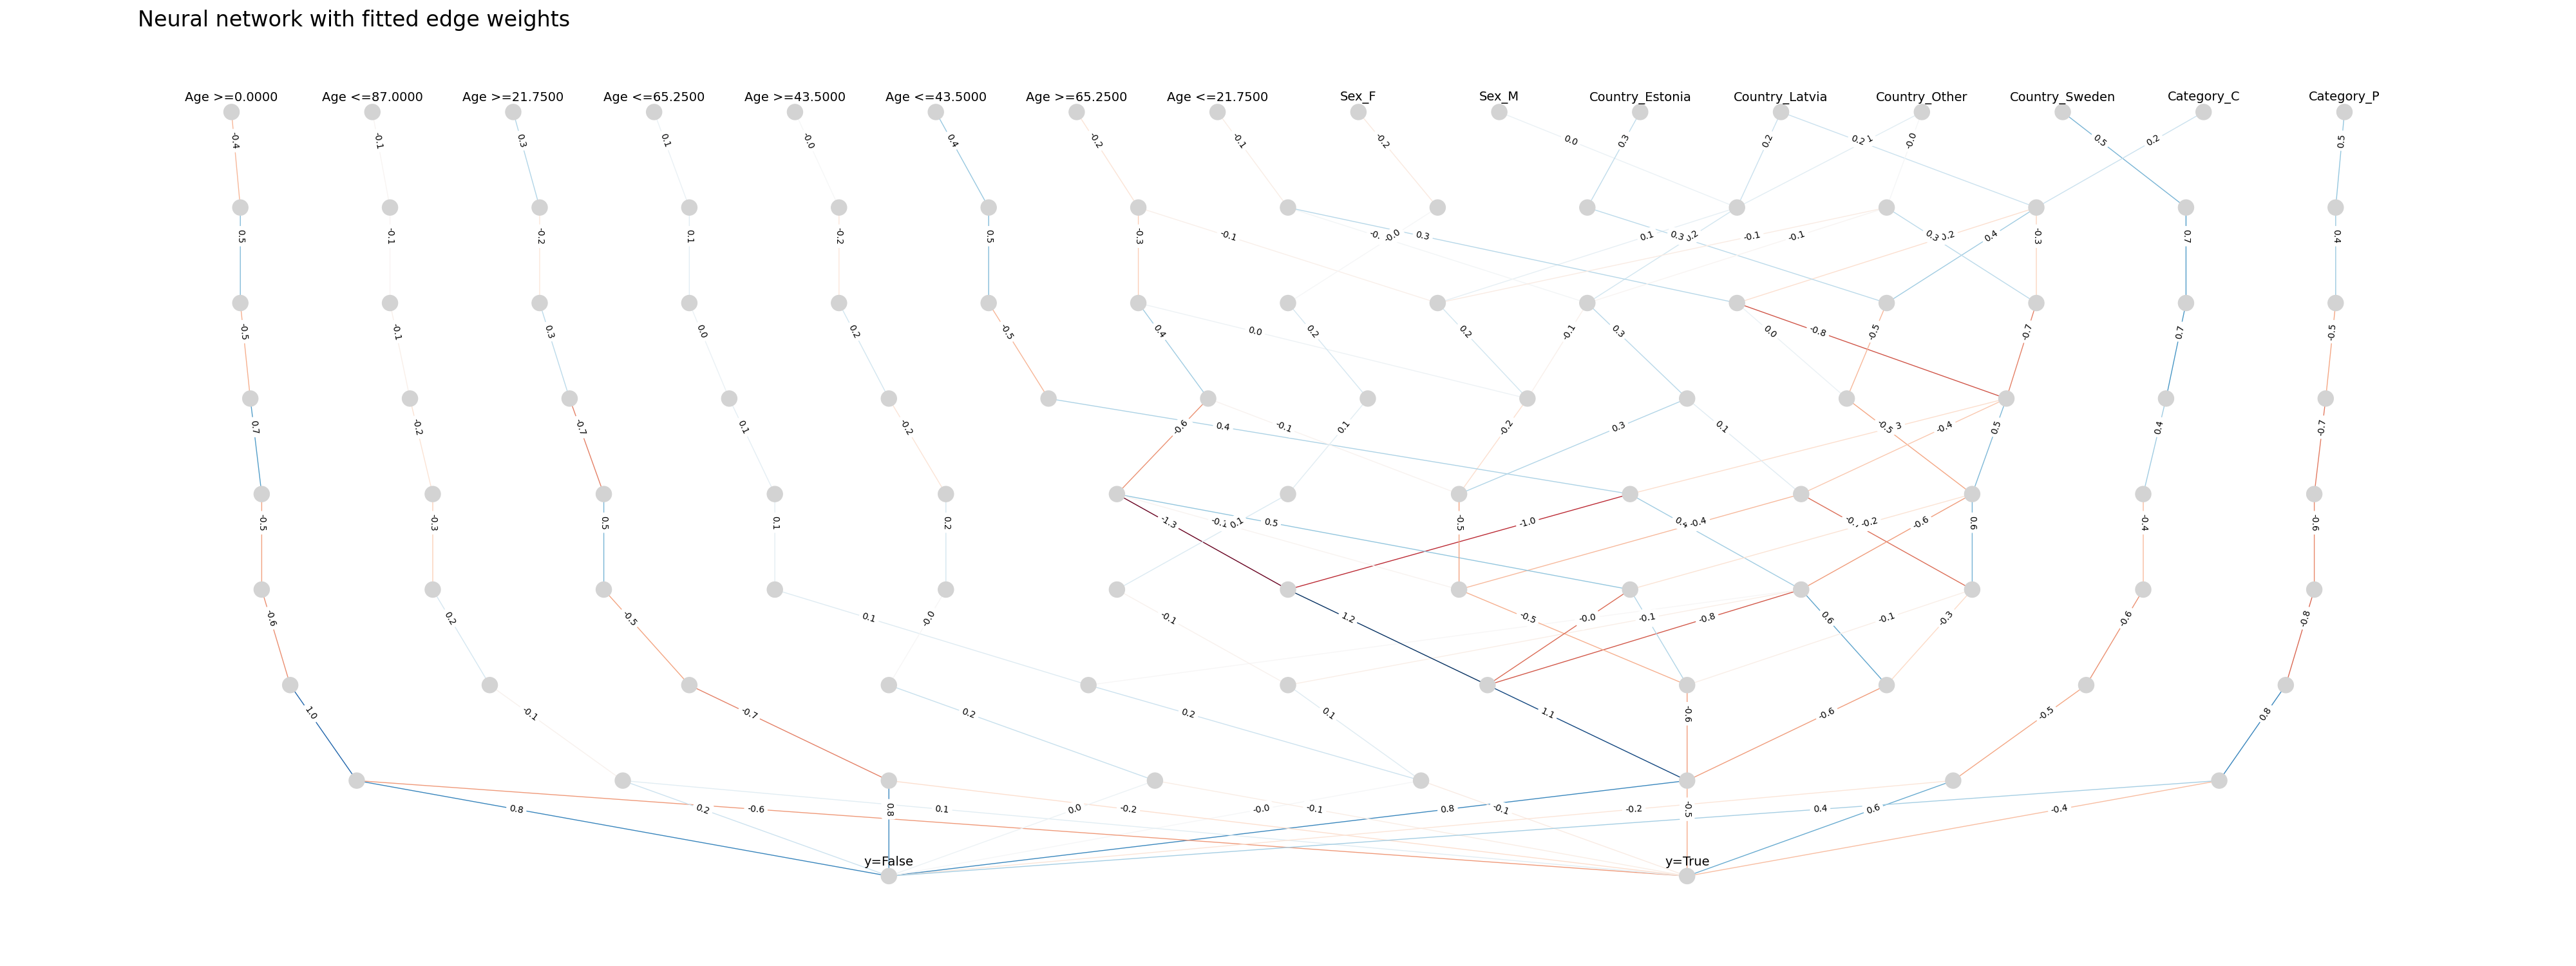 Neural network with fitted edge weights
Age >=0.0000 Age <=87.0000 Age >=21.7500 Age <=65.2500 Age >=43.5000 Age <=43.5000 Age >=65.2500 Age <=21.7500 Sex_F Sex_M Country_Estonia Country_Latvia Country_Other Country_Sweden Category_C Category_P
-0.4 -0.1 0.3 0.1 -0.0 0.4 -0.2 -0.1 -0.2 0.0 0.3 0.2 0.2 -0.0 0.5 0.2 0.5
0.5 -0.1 -0.2 0.1 -0.2 0.5 -0.3 -0.1 -0.0 0.3 0.1 0.3 -0.1 -0.1 0.3 0.4 -0.3 0.7 0.4
-0.5 -0.1 0.3 0.0 0.2 -0.5 0.4 0.0 0.2 0.2 -0.1 0.3 0.0 -0.8 -0.5 -0.7 0.7 -0.5
0.7 -0.2 -0.7 0.1 -0.2 -0.6 0.4 -0.1 0.1 -0.2 0.3 0.1 -0.5 -0.4 0.5 0.4 -0.7
-0.5 -0.3 0.5 0.1 0.2 -1.3 0.1 0.5 -0.5 -1.0 -0.4 -0.2 -0.6 0.6 -0.4 -0.6
-0.6 0.2 -0.5 0.1 -0.0 -0.1 1.2 -0.5 -0.0 -0.1 -0.8 0.6 -0.1 -0.3 -0.6 -0.8
1.0 -0.1 -0.7 0.2 0.2 0.1 1.1 -0.6 -0.6 -0.5 0.8
0.8 0.2 -0.6 0.8 0.1 0.0 -0.2 -0.0 -0.1 0.8 -0.1 -0.2 -0.5 0.4 0.6 -0.4
y=False y=True